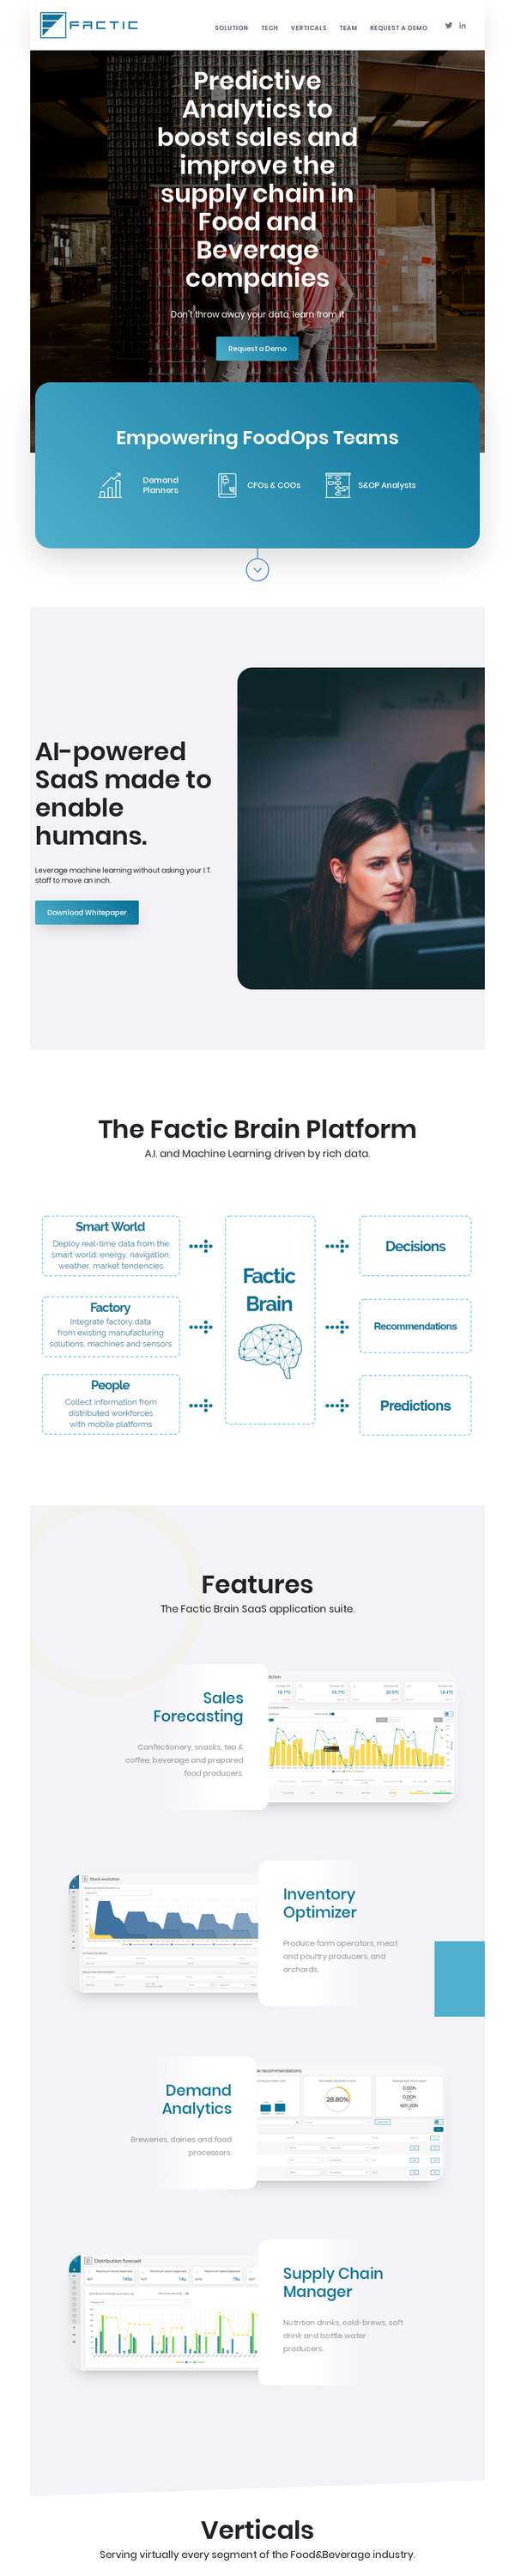 FACTIC
SOLUTION TECH VERTICALS TEAM REQUEST A DEMO
Predictive
Analytics to
boost sales and
improve the
supply chain in
Food and
Beverage
companies
Don't throw away your data, learn from it
Request a Demo
Empowering FoodOps Teams
Demand
Planners
CFOs & COOs
S&OP Analysts
AI-powered
SaaS made to
enable
humans.
Leverage machine learning without asking your I.T.
staff to move an inch.
Download Whitepaper
The Factic Brain Platform
A.I. and Machine Learning driven by rich data.
Smart World
Deploy real-time data from the
smart world: energy, navigation,
weather, market tendencies
Factory
Integrate factory data
from existing manufacturing
solutions, machines and sensors
People
Collect information from
distributed workforces
with mobile platforms
Factic
Brain
Decisions
Recommendations
Predictions
Features
The Factic Brain SaaS application suite.
Sales
Forecasting
Confectionery, snacks, tea &
coffee, beverage and prepared
food producers.
Stock evolution
Inventory
Optimizer
Produce farm operators, meat
and poultry producers, and
orchards.
Demand
Analytics
Breweries, dairies and food
processors.
recommendations
28.80%
Distribution forecast
Supply Chain
Manager
Nutrition drinks, cold-brews, soft
drink and bottle water
producers.
Verticals
Serving virtually every segment of the Food&Beverage industry.